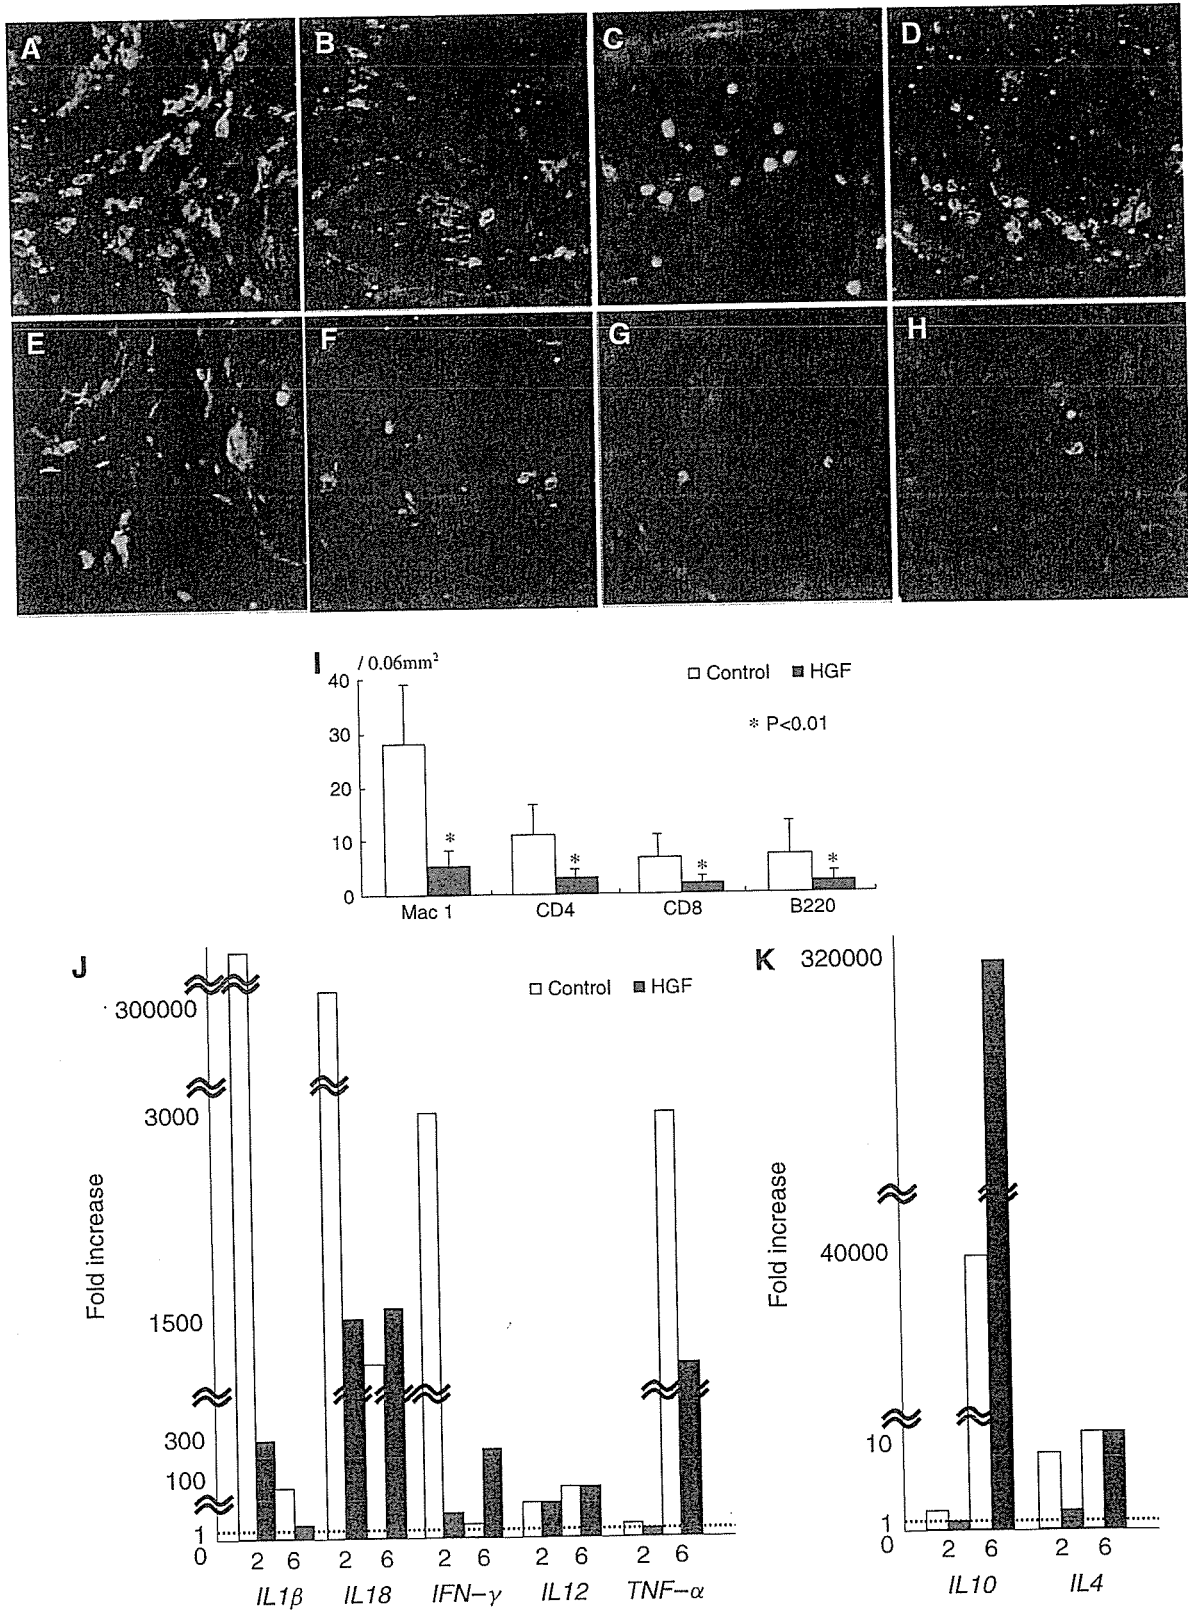 A B C D
E F G H
I / 0.06mm²
□ Control ■ HGF
* P<0.01
40
30
20
10
0
* * * *
Mac 1 CD4 CD8 B220
J
□ Control ■ HGF
300000
3000
1500
300
100
1
0
Fold increase
2 6 2 6 2 6 2 6 2 6
IL1β IL18 IFN−γ IL12 TNF−α
K
320000
40000
10
1
0
Fold increase
2 6 2 6
IL10 IL4